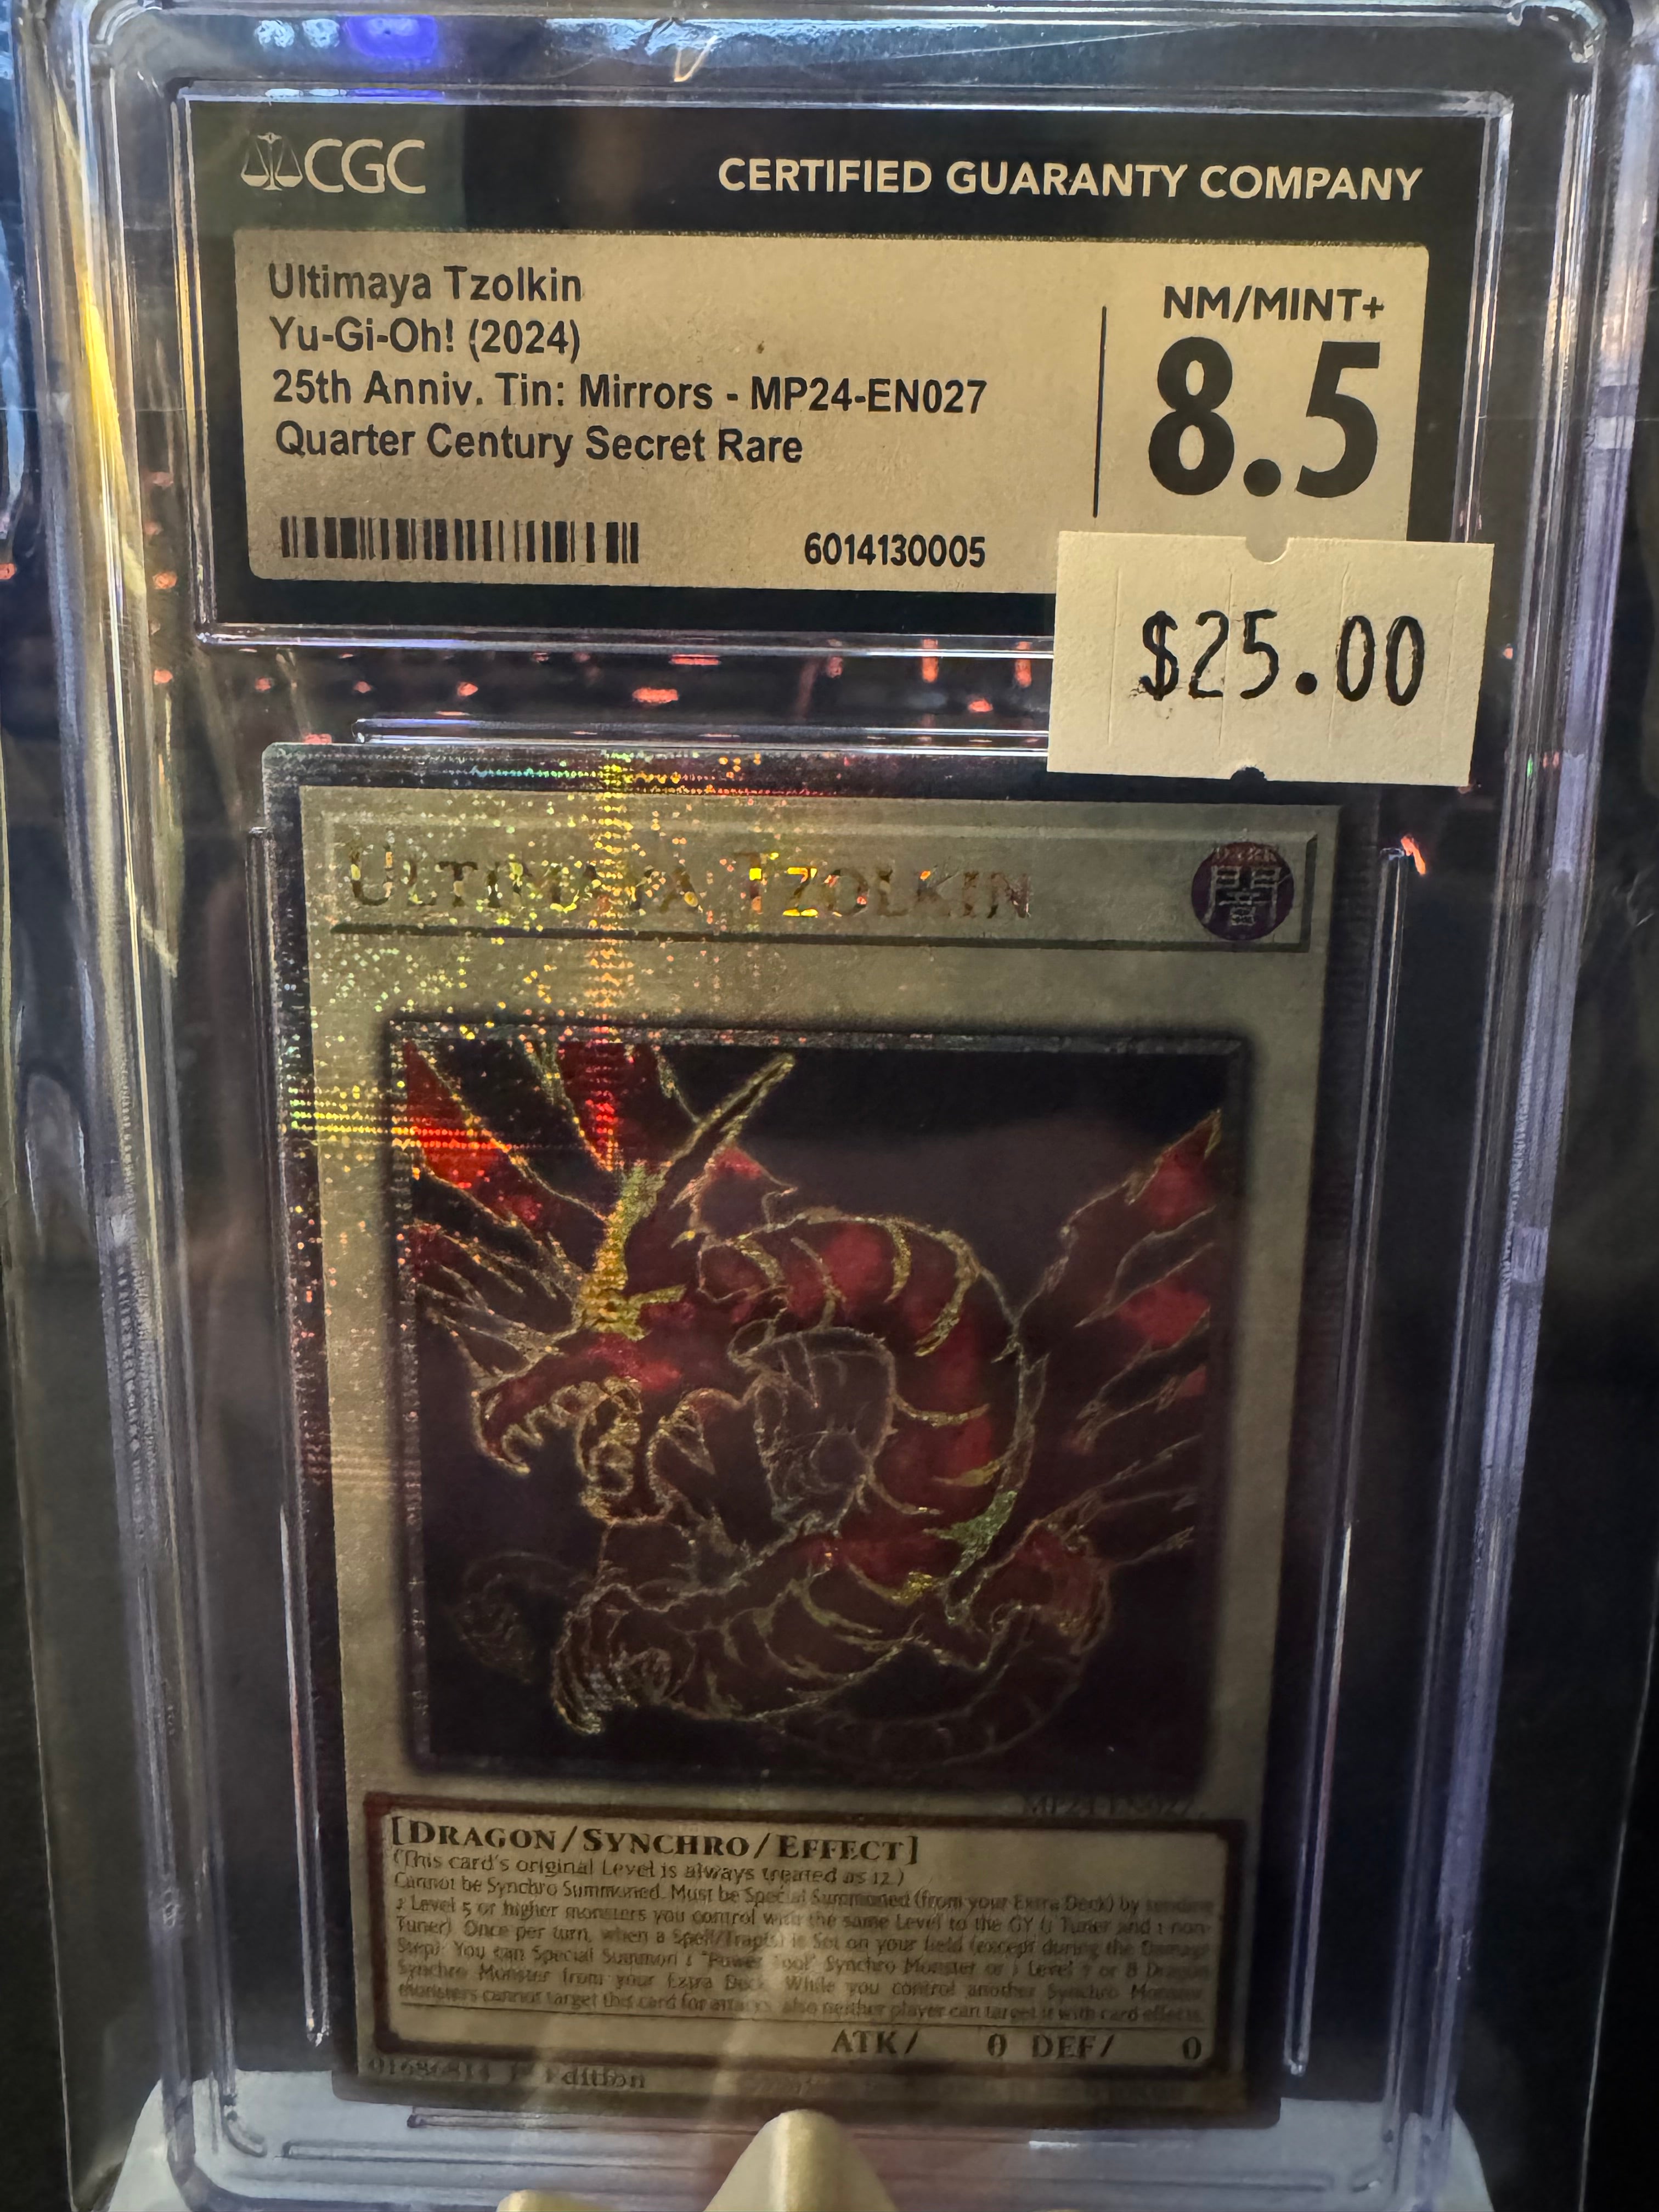 CGC
CERTIFIED GUARANTY COMPANY
Ultimaya Tzolkin
Yu-Gi-Oh! (2024)
25th Anniv. Tin: Mirrors - MP24-EN027
Quarter Century Secret Rare
NM/MINT+
8.5
6014130005
$25.00
ULTIMAYA TZOLKIN
闇
MP24-EN027
[DRAGON/SYNCHRO/EFFECT]
(This card's original Level is always treated as 12.)
Cannot be Synchro Summoned. Must be Special Summoned (from your Extra Deck) by sending
2 Level 5 or higher monsters you control with the same Level to the GY (1 Tuner and 1 non-
Tuner). Once per turn, when a Spell/Trap(s) is Set on your field (except during the Damage
Step): You can Special Summon 1 "Power Tool" Synchro Monster or 1 Level 7 or 8 Dragon
Synchro Monster from your Extra Deck. While you control another Synchro Monster,
monsters cannot target this card for attacks, also neither player can target it with card effects.
ATK/ 0 DEF/ 0
1st Edition